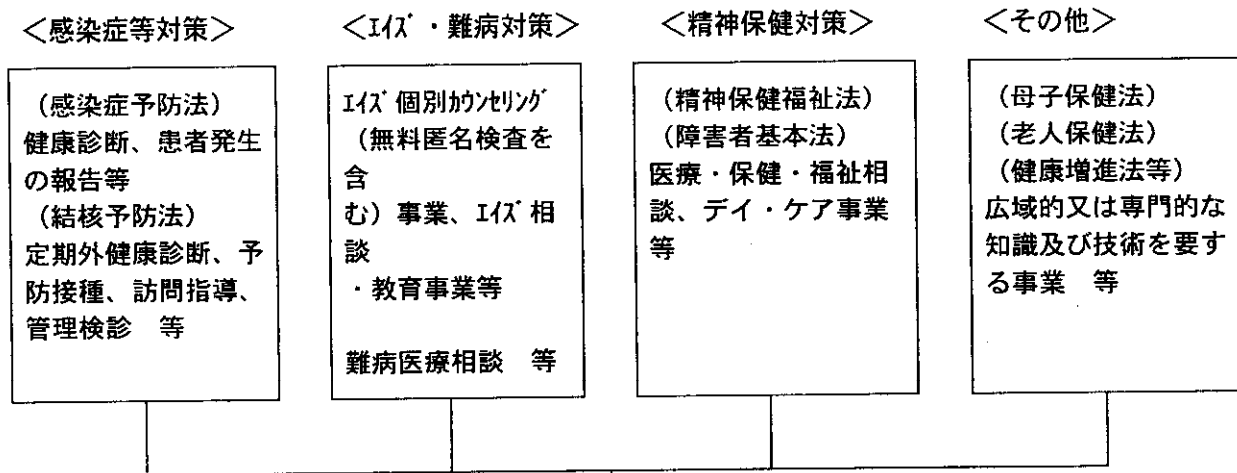 ＜感染症等対策＞
（感染症予防法）
健康診断、患者発生
の報告等
（結核予防法）
定期外健康診断、予
防接種、訪問指導、
管理検診　等
＜ｴｲｽﾞ・難病対策＞
ｴｲｽﾞ個別ｶｳﾝｾﾘﾝｸﾞ
（無料匿名検査を
含
む）事業、ｴｲｽﾞ相
談
・教育事業等
難病医療相談　等
＜精神保健対策＞
（精神保健福祉法）
（障害者基本法）
医療・保健・福祉相
談、デイ・ケア事業
等
＜その他＞
（母子保健法）
（老人保健法）
（健康増進法等）
広域的又は専門的な
知識及び技術を要す
る事業　等